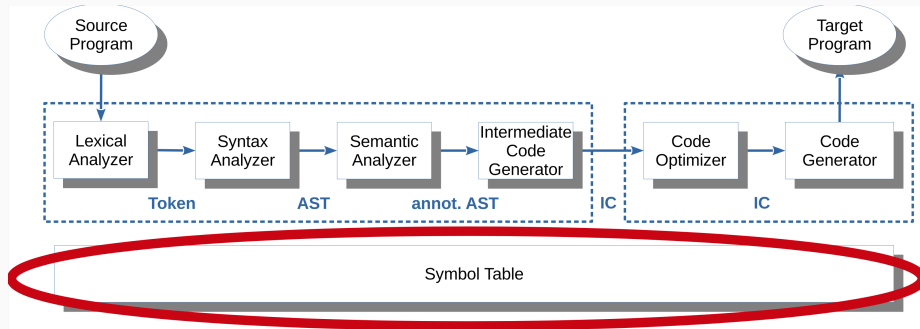 Source
Program
Target
Program
Lexical
Analyzer
Syntax
Analyzer
Semantic
Analyzer
Intermediate
Code
Generator
Code
Optimizer
Code
Generator
Token
AST
annot. AST
IC
IC
Symbol Table